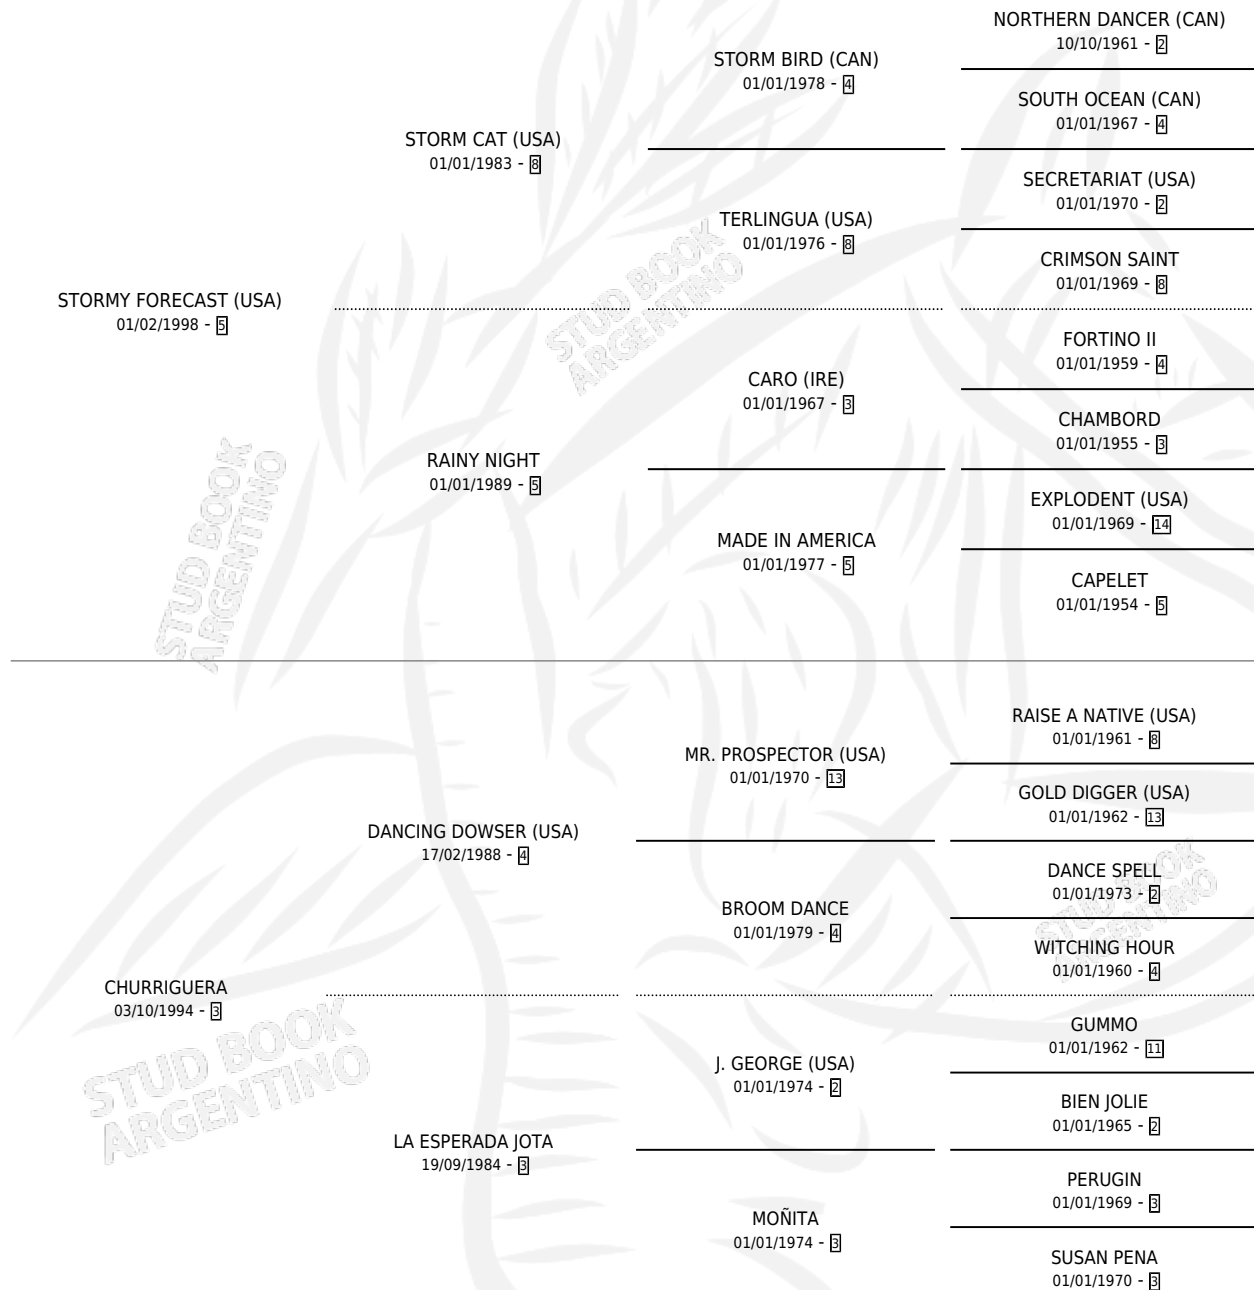 NORTHERN DANCER (CAN)
10/10/1961 - 2
STORM BIRD (CAN)
01/01/1978 - 4
SOUTH OCEAN (CAN)
01/01/1967 - 4
STORM CAT (USA)
01/01/1983 - 8
SECRETARIAT (USA)
01/01/1970 - 2
TERLINGUA (USA)
01/01/1976 - 8
CRIMSON SAINT
01/01/1969 - 8
STORMY FORECAST (USA)
01/02/1998 - 5
FORTINO II
01/01/1959 - 4
CARO (IRE)
01/01/1967 - 3
CHAMBORD
01/01/1955 - 3
RAINY NIGHT
01/01/1989 - 5
EXPLODENT (USA)
01/01/1969 - 14
MADE IN AMERICA
01/01/1977 - 5
CAPELET
01/01/1954 - 5
RAISE A NATIVE (USA)
01/01/1961 - 8
MR. PROSPECTOR (USA)
01/01/1970 - 13
GOLD DIGGER (USA)
01/01/1962 - 13
DANCING DOWSER (USA)
17/02/1988 - 4
DANCE SPELL
01/01/1973 - 2
BROOM DANCE
01/01/1979 - 4
WITCHING HOUR
01/01/1960 - 4
CHURRIGUERA
03/10/1994 - 3
GUMMO
01/01/1962 - 11
J. GEORGE (USA)
01/01/1974 - 2
BIEN JOLIE
01/01/1965 - 2
LA ESPERADA JOTA
19/09/1984 - 3
PERUGIN
01/01/1969 - 3
MOÑITA
01/01/1974 - 3
SUSAN PENA
01/01/1970 - 3
STUD BOOK
ARGENTINO
STUD BOOK
ARGENTINO
STUD BOOK
ARGENTINO
STUD BOOK
ARGENTINO